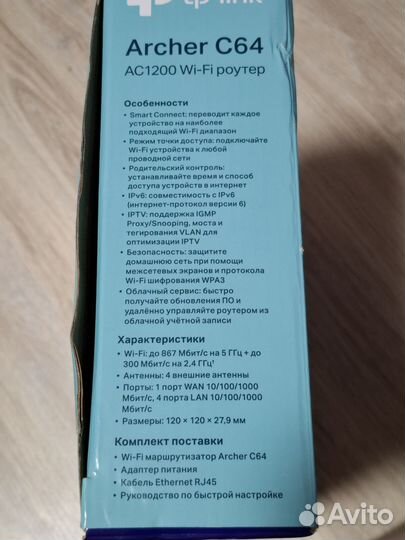 tp-link
Archer C64
AC1200 Wi-Fi роутер
Особенности
• Smart Connect: переводит каждое
устройство на наиболее
подходящий Wi-Fi диапазон
• Режим точки доступа: подключайте
Wi-Fi устройства к любой
проводной сети
• Родительский контроль:
устанавливайте время и способ
доступа устройств в интернет
• IPv6: совместимость с IPv6
(интернет-протокол версии 6)
• IPTV: поддержка IGMP
Proxy/Snooping, моста и
тегирования VLAN для
оптимизации IPTV
• Безопасность: защитите
домашнюю сеть при помощи
межсетевых экранов и протокола
Wi-Fi шифрования WPA3
• Облачный сервис: быстро
получайте обновления ПО и
удалённо управляйте роутером из
облачной учётной записи
Характеристики
• Wi-Fi: до 867 Мбит/с на 5 ГГц + до
300 Мбит/с на 2,4 ГГц¹
• Антенны: 4 внешние антенны
• Порты: 1 порт WAN 10/100/1000
Мбит/с, 4 порта LAN 10/100/1000
Мбит/с
• Размеры: 120 × 120 × 27,9 мм
Комплект поставки
• Wi-Fi маршрутизатор Archer C64
• Адаптер питания
• Кабель Ethernet RJ45
• Руководство по быстрой настройке
Avito